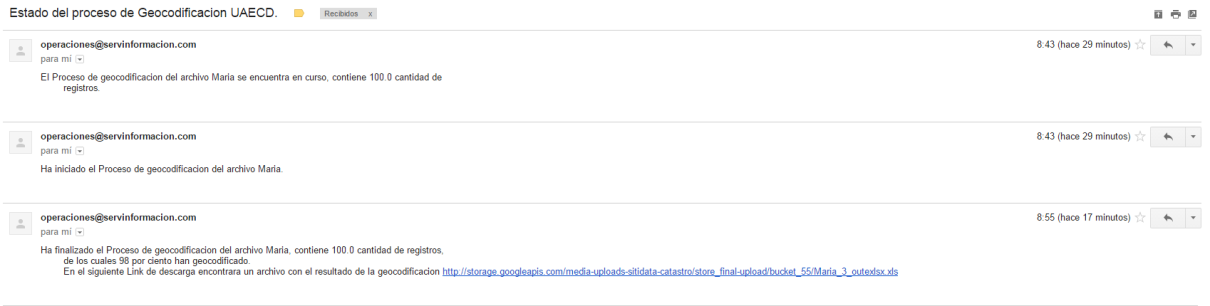 Estado del proceso de Geocodificacion UAECD. Recibidos x
operaciones@servinformacion.com 8:43 (hace 29 minutos)
para mí
El Proceso de geocodificacion del archivo Maria se encuentra en curso, contiene 100.0 cantidad de
registros.
operaciones@servinformacion.com 8:43 (hace 29 minutos)
para mí
Ha iniciado el Proceso de geocodificacion del archivo Maria.
operaciones@servinformacion.com 8:55 (hace 17 minutos)
para mí
Ha finalizado el Proceso de geocodificacion del archivo Maria, contiene 100.0 cantidad de registros,
de los cuales 98 por ciento han geocodificado.
En el siguiente Link de descarga encontrara un archivo con el resultado de la geocodificacion http://storage.googleapis.com/media-uploads-sitidata-catastro/store_final-upload/bucket_55/Maria_3_outexlsx.xls